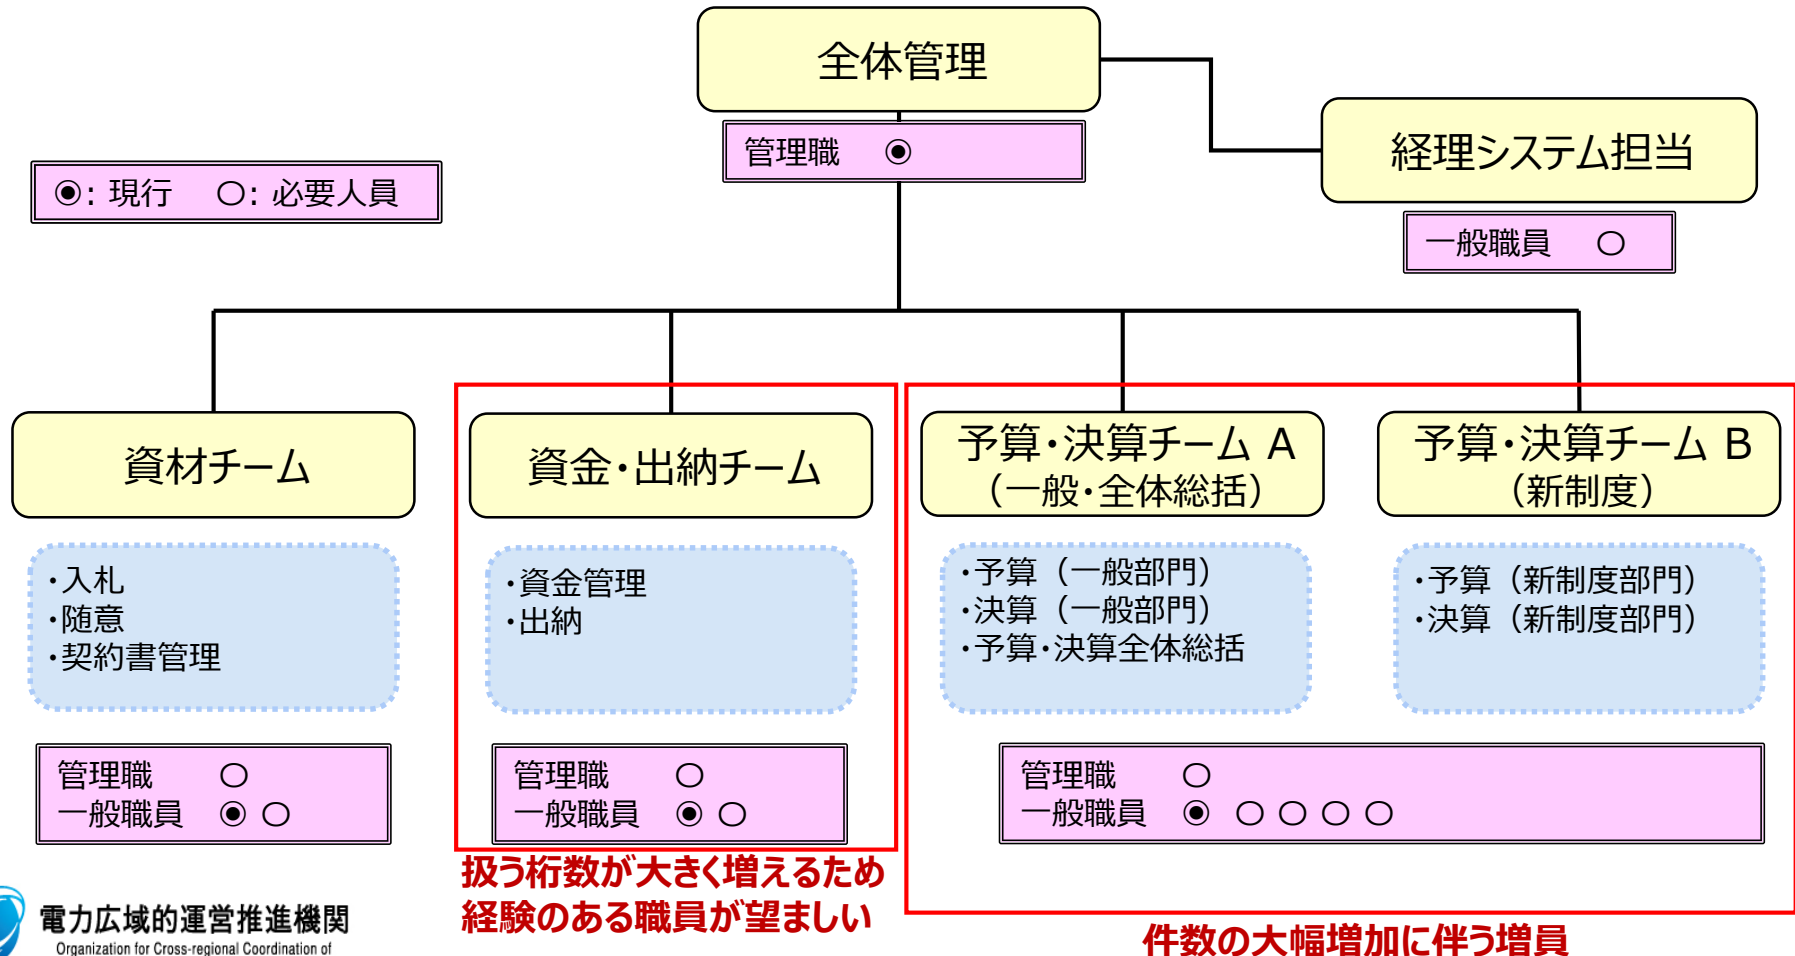 全体管理
管理職 ◉
経理システム担当
一般職員 〇
◉：現行 〇：必要人員
資材チーム
・入札
・随意
・契約書管理
管理職 〇
一般職員 ◉ 〇
資金・出納チーム
・資金管理
・出納
管理職 〇
一般職員 ◉ 〇
扱う桁数が大きく増えるため
経験のある職員が望ましい
予算・決算チーム A
（一般・全体総括）
・予算（一般部門）
・決算（一般部門）
・予算・決算全体総括
予算・決算チーム B
（新制度）
・予算（新制度部門）
・決算（新制度部門）
管理職 〇
一般職員 ◉ 〇 〇 〇 〇
件数の大幅増加に伴う増員
電力広域的運営推進機関
Organization for Cross-regional Coordination of